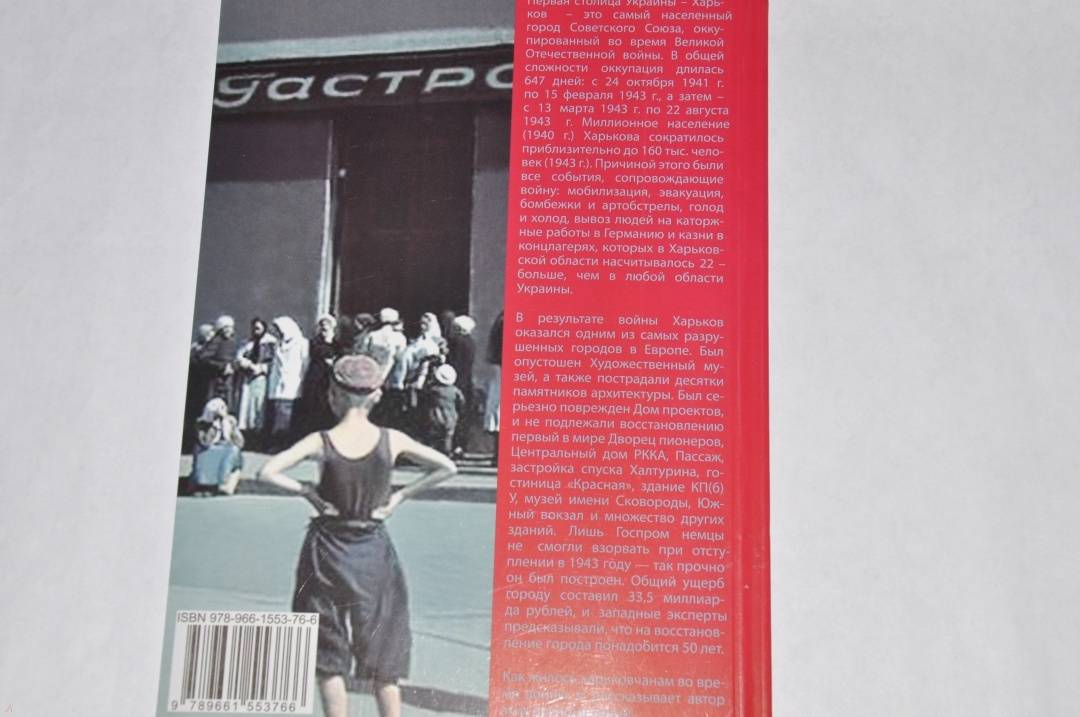 гастро
Первая столица Украины – Харь-
ков – это самый населенный
город Советского Союза, окку-
пированный во время Великой
Отечественной войны. В общей
сложности оккупация длилась
647 дней: с 24 октября 1941 г.
по 15 февраля 1943 г., а затем –
с 13 марта 1943 г. по 22 августа
1943 г. Миллионное население
(1940 г.) Харькова сократилось
приблизительно до 160 тыс. чело-
век (1943 г.). Причиной этого были
все события, сопровождающие
войну: мобилизация, эвакуация,
бомбежки и артобстрелы, голод
и холод, вывоз людей на каторж-
ные работы в Германию и казни в
концлагерях, которых в Харьков-
ской области насчитывалось 22 –
больше, чем в любой области
Украины.
В результате войны Харьков
оказался одним из самых разру-
шенных городов в Европе. Был
опустошен Художественный му-
зей, а также пострадали десятки
памятников архитектуры. Был се-
рьезно поврежден Дом проектов,
и не подлежали восстановлению
первый в мире Дворец пионеров,
Центральный дом РККА, Пассаж,
застройка спуска Халтурина, го-
стиница «Красная», здание КП(б)
У, музей имени Сковороды, Юж-
ный вокзал и множество других
зданий. Лишь Госпром немцы
не смогли взорвать при отсту-
плении в 1943 году — так прочно
он был построен. Общий ущерб
городу составил 33,5 миллиар-
да рублей, и западные эксперты
предсказывали, что на восстанов-
ление города понадобится 50 лет.
Как жилось харьковчанам во вре-
рассказывает автор
ISBN 978-966-1553-76-6
9 789661 553766